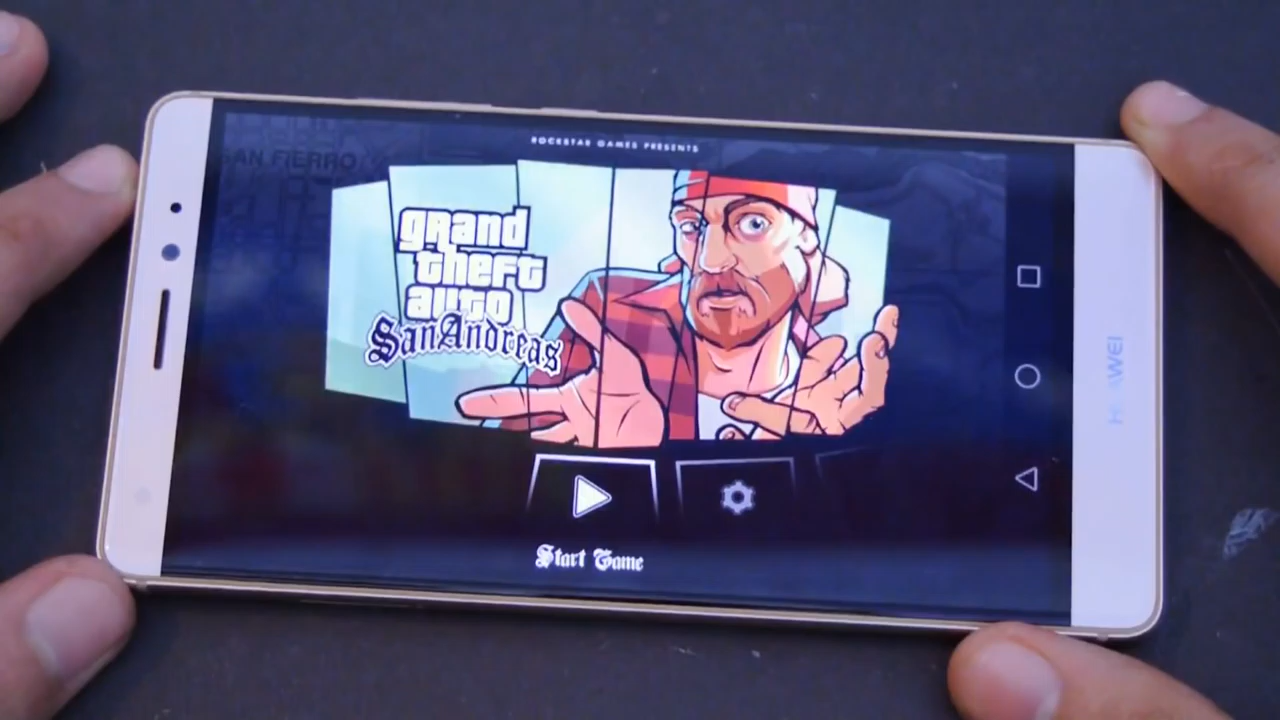 ROCKSTAR GAMES PRESENTS
SAN FIERRO
grand
theft
auto
San Andreas
Start Game
HUAWEI